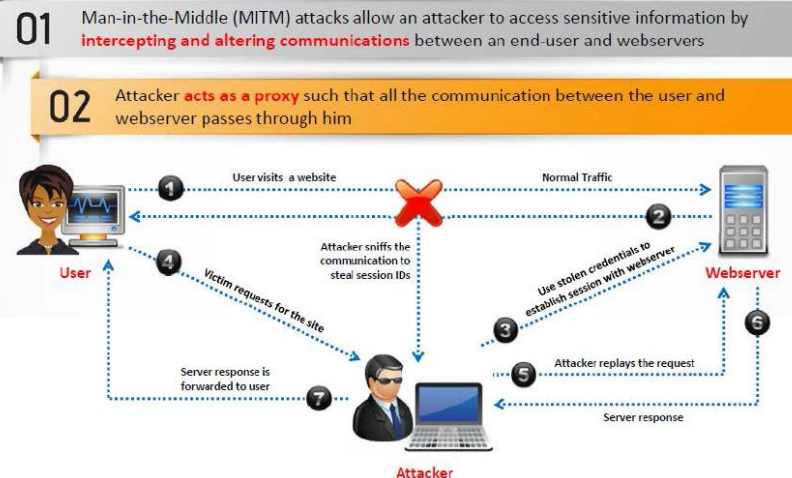 01
Man-in-the-Middle (MITM) attacks allow an attacker to access sensitive information by
intercepting and altering communications between an end-user and webservers
02
Attacker acts as a proxy such that all the communication between the user and
webserver passes through him
1
User visits a website
Normal Traffic
2
User
Attacker sniffs the
communication to
steal session IDs
Webserver
4
Victim requests for the site
3
Use stolen credentials to
establish session with webserver
6
5
Attacker replays the request
Server response is
forwarded to user
7
Server response
Attacker